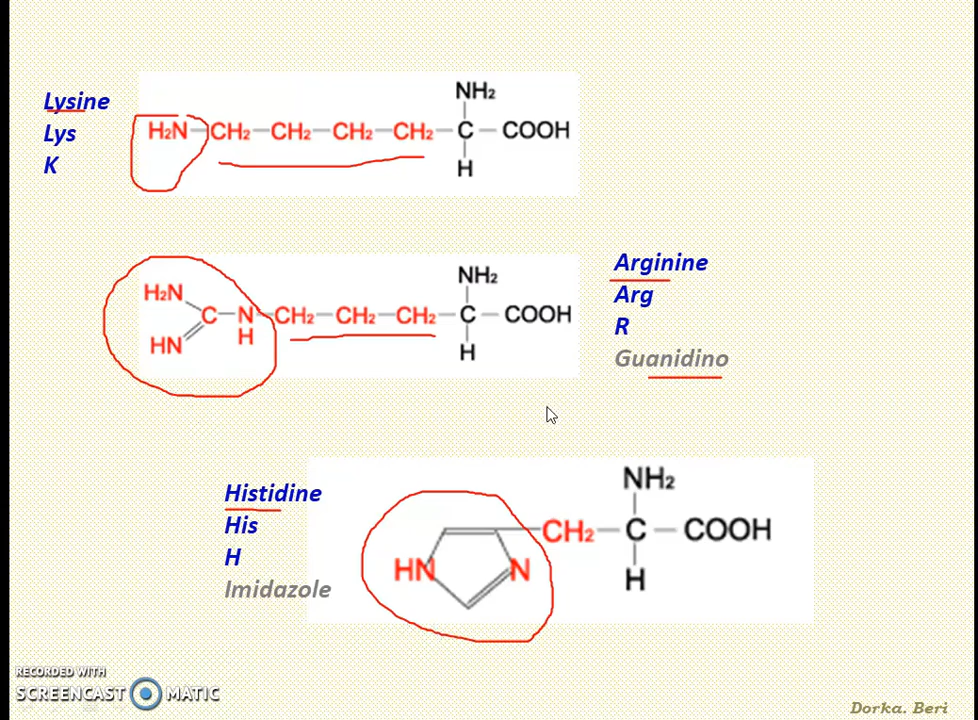 Lysine
Lys
K
NH₂
H₂N-CH₂-CH₂-CH₂-CH₂-C-COOH
H
NH₂
H₂N
C-N-CH₂-CH₂-CH₂-C-COOH
HN H H
Arginine
Arg
R
Guanidino
Histidine
His
H
Imidazole
NH₂
CH₂-C-COOH
HN N H
RECORDED WITH
SCREENCAST MATIC
Dorka. Beri